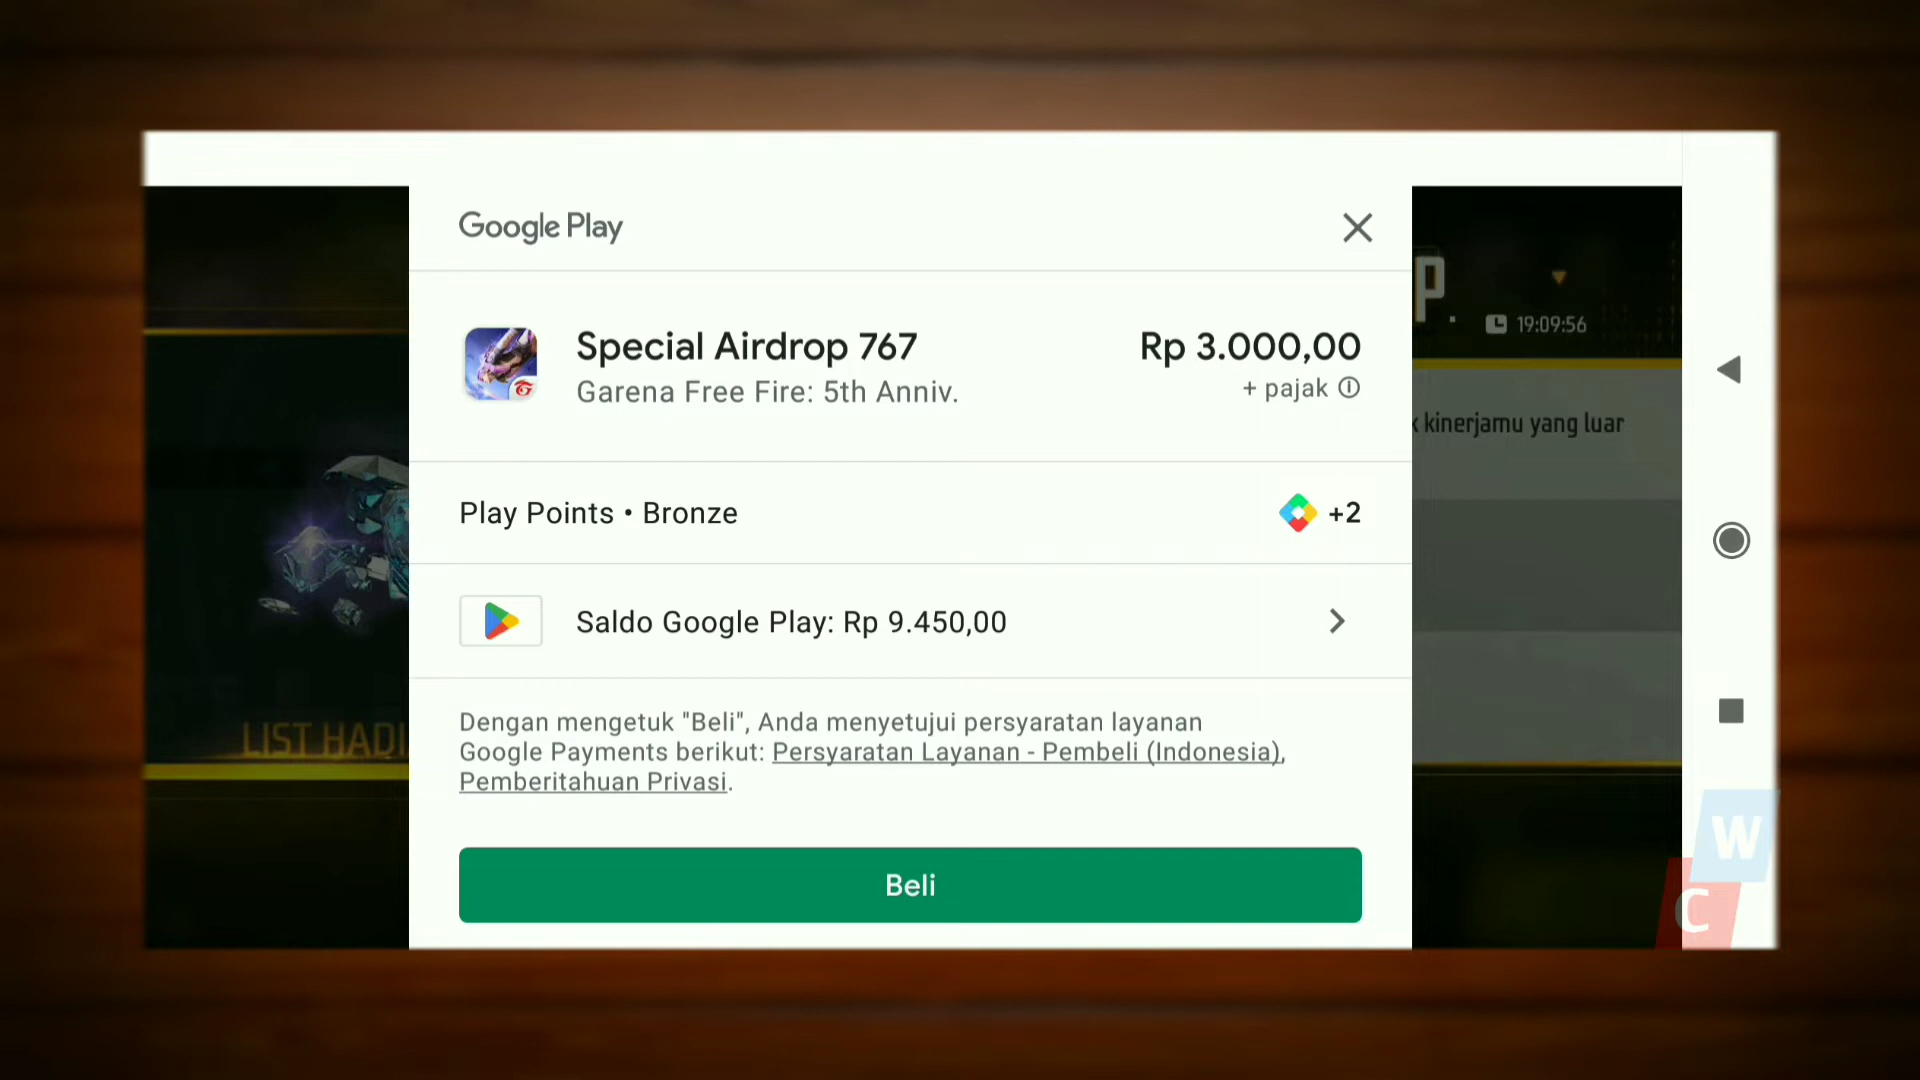 Google Play
Special Airdrop 767
Rp 3.000,00
Garena Free Fire: 5th Anniv.
+ pajak
P.
19:09:56
kinerjamu yang luar
Play Points • Bronze
+2
Saldo Google Play: Rp 9.450,00
LIST HADI
Dengan mengetuk "Beli", Anda menyetujui persyaratan layanan
Google Payments berikut: Persyaratan Layanan - Pembeli (Indonesia),
Pemberitahuan Privasi.
Beli
W
C